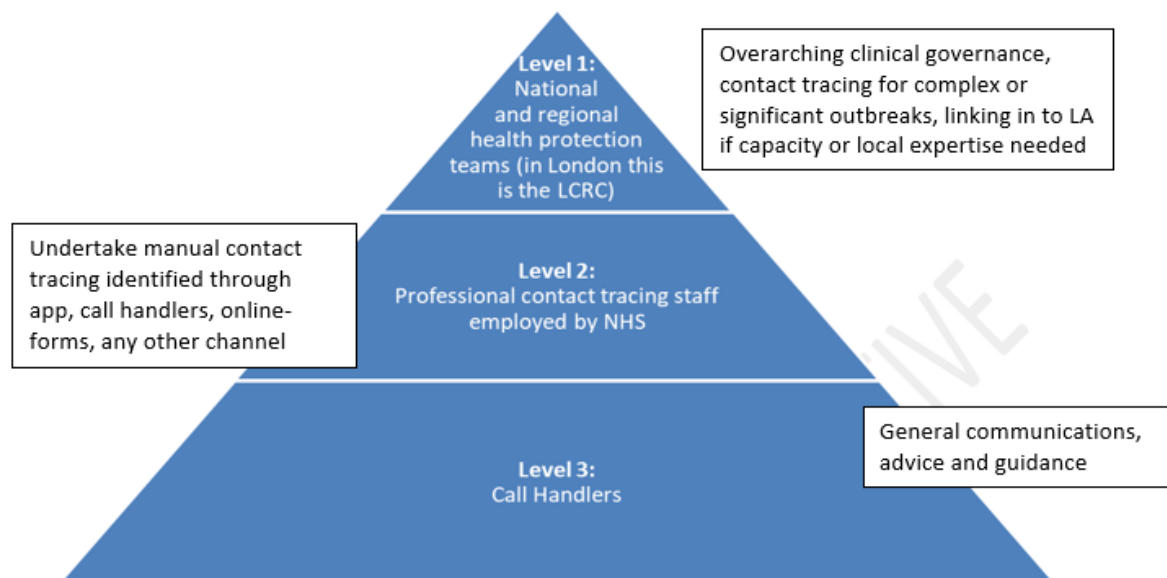 Level 1:
National
and regional
health protection
teams (in London this
is the LCRC)
Overarching clinical governance,
contact tracing for complex or
significant outbreaks, linking in to LA
if capacity or local expertise needed
Undertake manual contact
tracing identified through
app, call handlers, online-
forms, any other channel
Level 2:
Professional contact tracing staff
employed by NHS
General communications,
advice and guidance
Level 3:
Call Handlers